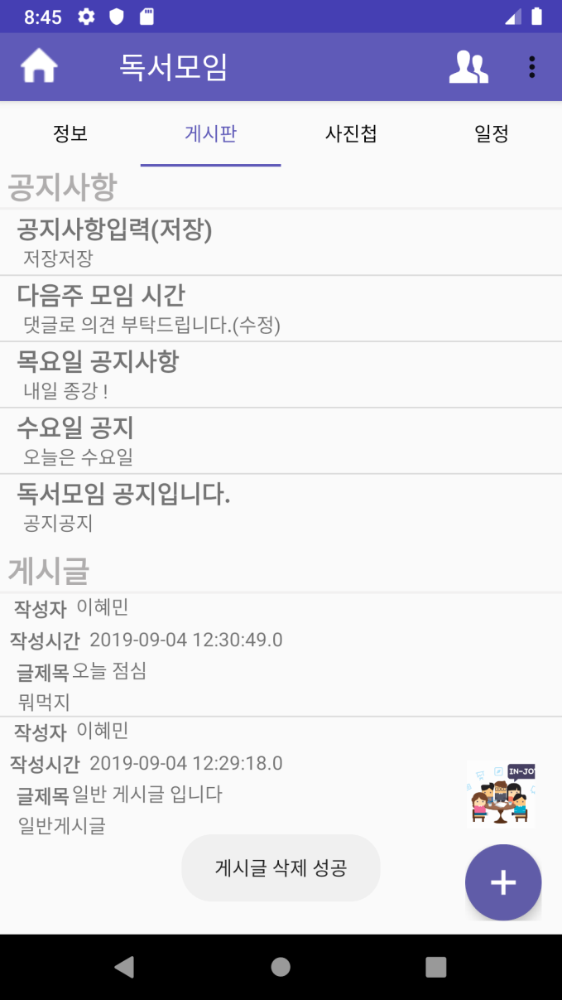 8:45
독서모임
정보 게시판 사진첩 일정
공지사항
공지사항입력(저장)
저장저장
다음주 모임 시간
댓글로 의견 부탁드립니다.(수정)
목요일 공지사항
내일 종강 !
수요일 공지
오늘은 수요일
독서모임 공지입니다.
공지공지
게시글
작성자 이혜민
작성시간 2019-09-04 12:30:49.0
글제목 오늘 점심
뭐먹지
작성자 이혜민
작성시간 2019-09-04 12:29:18.0
글제목 일반 게시글 입니다
일반게시글
IN-JO
게시글 삭제 성공